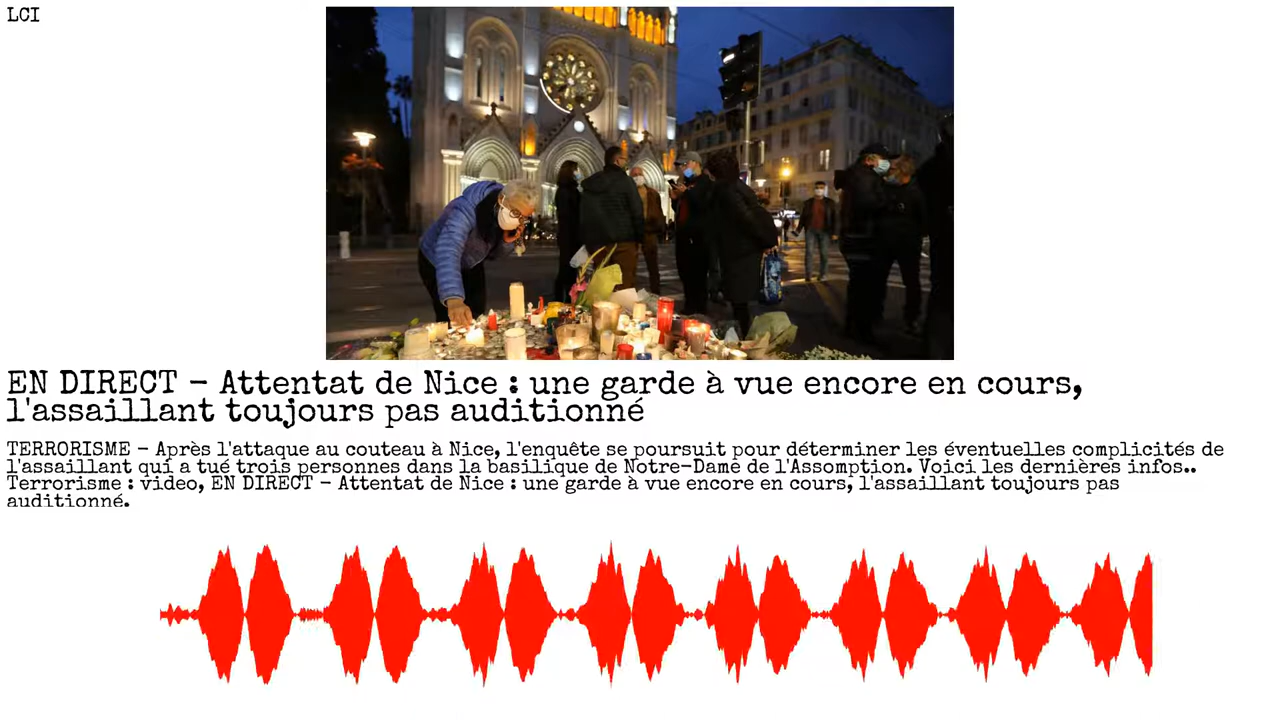 LCI
EN DIRECT - Attentat de Nice : une garde à vue encore en cours,
l'assaillant toujours pas auditionné
TERRORISME - Après l'attaque au couteau à Nice, l'enquête se poursuit pour déterminer les éventuelles complicités de
l'assaillant qui a tué trois personnes dans la basilique de Notre-Dame de l'Assomption. Voici les dernières infos..
Terrorisme : video, EN DIRECT - Attentat de Nice : une garde à vue encore en cours, l'assaillant toujours pas
auditionné.